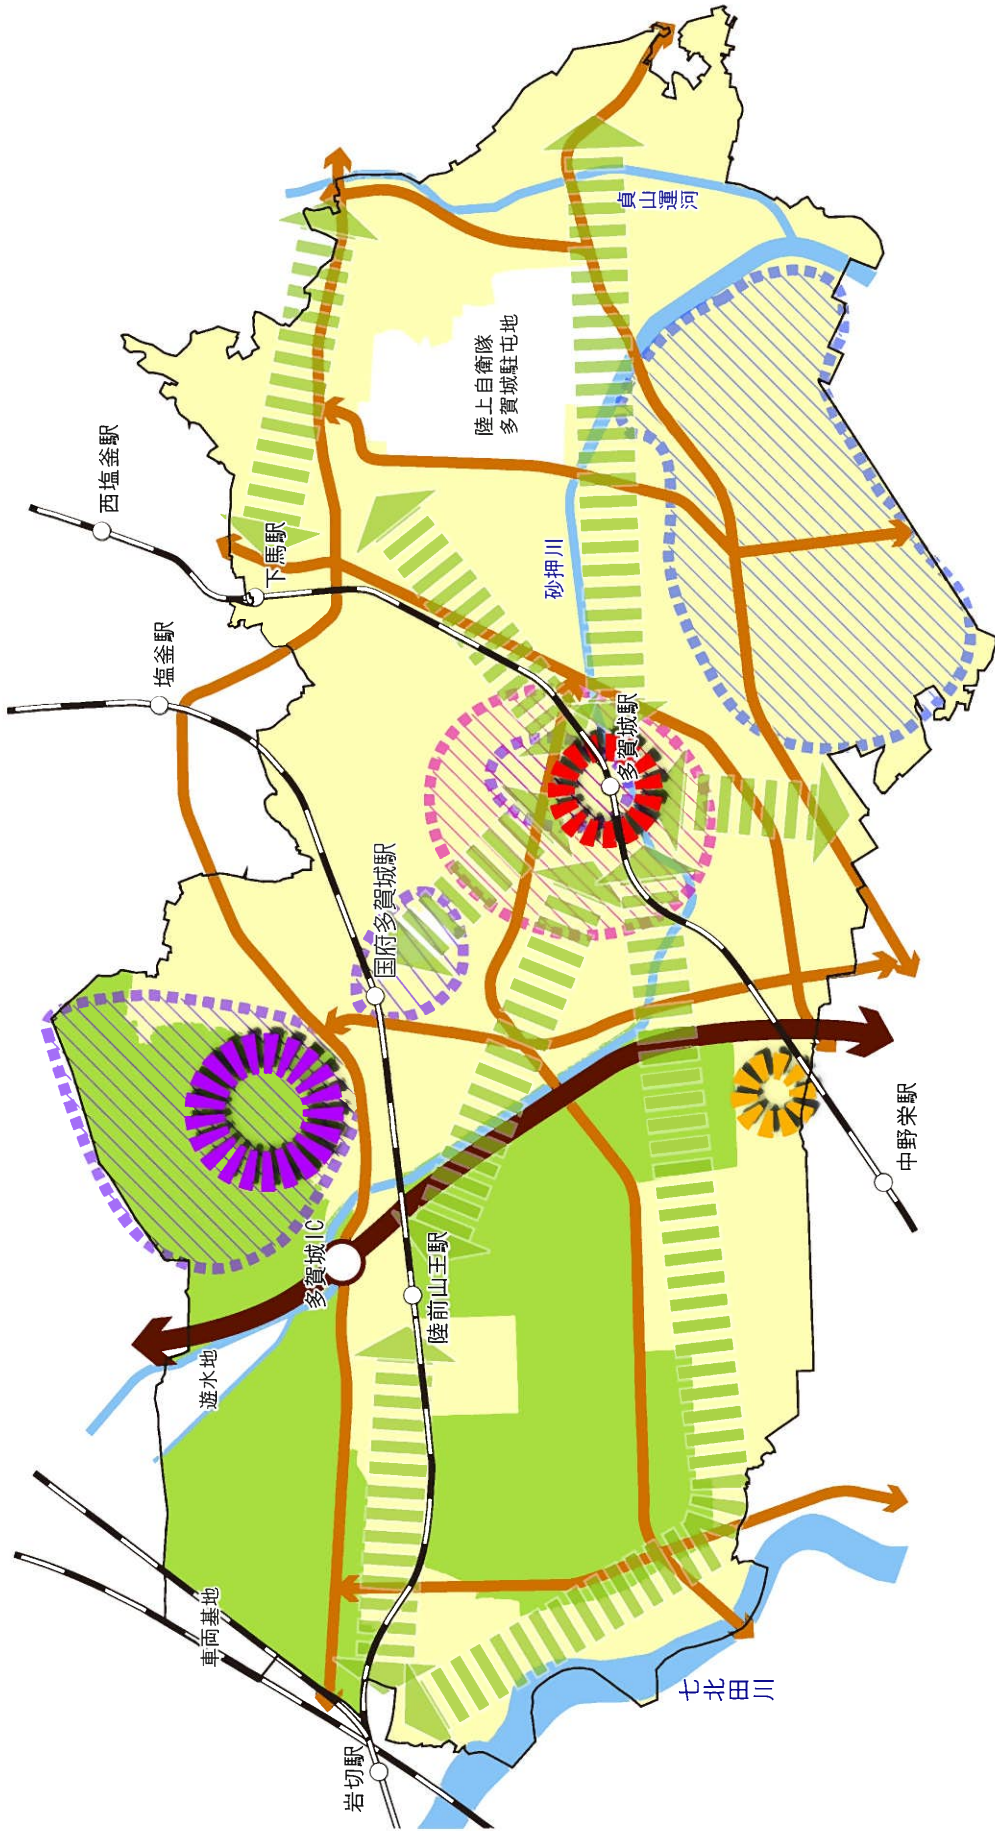 西塩釜駅
塩釜駅
下馬駅
貞山運河
陸上自衛隊
多賀城駐屯地
砂押川
多賀城駅
国府多賀城駅
多賀城IC
陸前山王駅
中野栄駅
遊水地
車両基地
岩切駅
七北田川